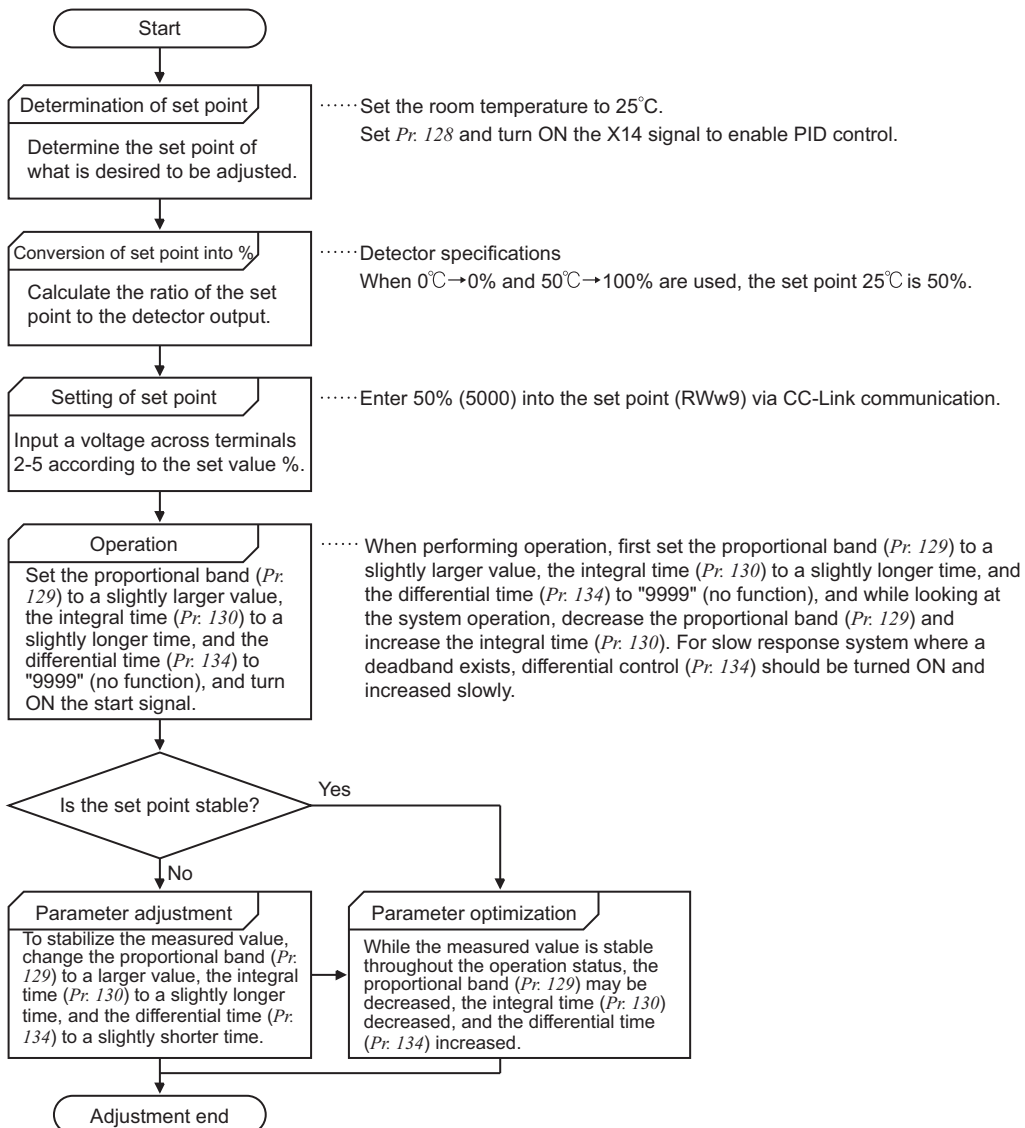 Start
Determination of set point
Determine the set point of
what is desired to be adjusted.
······ Set the room temperature to 25°C.
Set Pr. 128 and turn ON the X14 signal to enable PID control.
Conversion of set point into %
Calculate the ratio of the set
point to the detector output.
······ Detector specifications
When 0℃→0% and 50℃→100% are used, the set point 25℃ is 50%.
Setting of set point
Input a voltage across terminals
2-5 according to the set value %.
······ Enter 50% (5000) into the set point (RWw9) via CC-Link communication.
Operation
Set the proportional band (Pr.
129) to a slightly larger value,
the integral time (Pr. 130) to a
slightly longer time, and the
differential time (Pr. 134) to
"9999" (no function), and turn
ON the start signal.
······ When performing operation, first set the proportional band (Pr. 129) to a
slightly larger value, the integral time (Pr. 130) to a slightly longer time, and
the differential time (Pr. 134) to "9999" (no function), and while looking at
the system operation, decrease the proportional band (Pr. 129) and
increase the integral time (Pr. 130). For slow response system where a
deadband exists, differential control (Pr. 134) should be turned ON and
increased slowly.
Is the set point stable?
Yes
No
Parameter adjustment
To stabilize the measured value,
change the proportional band (Pr.
129) to a larger value, the integral
time (Pr. 130) to a slightly longer
time, and the differential time (Pr.
134) to a slightly shorter time.
Parameter optimization
While the measured value is stable
throughout the operation status, the
proportional band (Pr. 129) may be
decreased, the integral time (Pr. 130)
decreased, and the differential time
(Pr. 134) increased.
Adjustment end